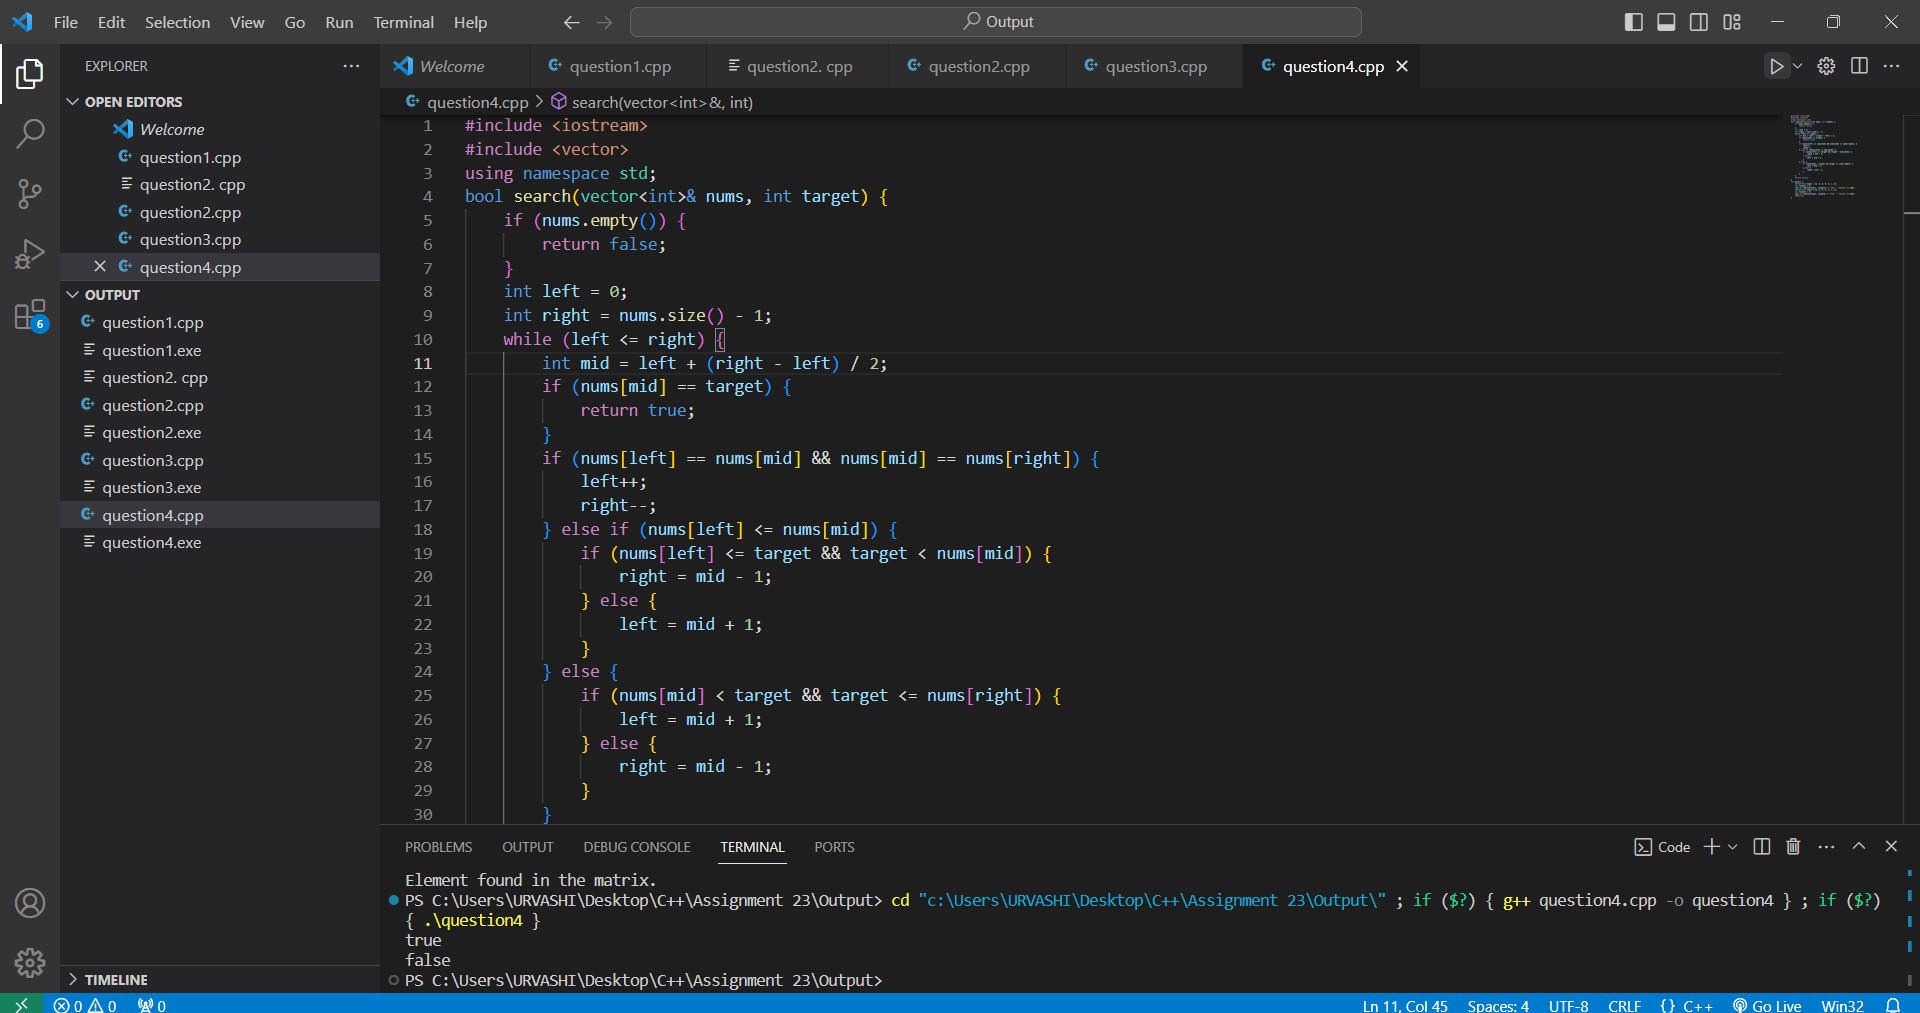 File Edit Selection View Go Run Terminal Help
Output
EXPLORER
OPEN EDITORS
Welcome
question1.cpp
question2. cpp
question2.cpp
question3.cpp
question4.cpp
OUTPUT
question1.cpp
question1.exe
question2. cpp
question2.cpp
question2.exe
question3.cpp
question3.exe
question4.cpp
question4.exe
TIMELINE
6
Welcome question1.cpp question2. cpp question2.cpp question3.cpp question4.cpp
question4.cpp > search(vector<int>&, int)
1 #include <iostream>
2 #include <vector>
3 using namespace std;
4 bool search(vector<int>& nums, int target) {
5 if (nums.empty()) {
6 return false;
7 }
8 int left = 0;
9 int right = nums.size() - 1;
10 while (left <= right) {
11 int mid = left + (right - left) / 2;
12 if (nums[mid] == target) {
13 return true;
14 }
15 if (nums[left] == nums[mid] && nums[mid] == nums[right]) {
16 left++;
17 right--;
18 } else if (nums[left] <= nums[mid]) {
19 if (nums[left] <= target && target < nums[mid]) {
20 right = mid - 1;
21 } else {
22 left = mid + 1;
23 }
24 } else {
25 if (nums[mid] < target && target <= nums[right]) {
26 left = mid + 1;
27 } else {
28 right = mid - 1;
29 }
30 }
PROBLEMS OUTPUT DEBUG CONSOLE TERMINAL PORTS
Code
Element found in the matrix.
PS C:\Users\URVASHI\Desktop\C++\Assignment 23\Output> cd "c:\Users\URVASHI\Desktop\C++\Assignment 23\Output\" ; if ($?) { g++ question4.cpp -o question4 } ; if ($?)
{ .\question4 }
true
false
PS C:\Users\URVASHI\Desktop\C++\Assignment 23\Output>
0 0 0 Ln 11, Col 45 Spaces: 4 UTF-8 CRLF {} C++ Go Live Win32